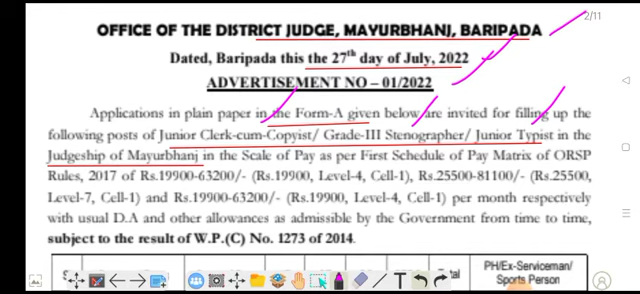 2/11
OFFICE OF THE DISTRICT JUDGE, MAYURBHANJ, BARIPADA
Dated, Baripada this the 27th day of July, 2022
ADVERTISEMENT NO – 01/2022
Applications in plain paper in the Form-A given below are invited for filling up the
following posts of Junior Clerk-cum-Copyist/ Grade-III Stenographer/ Junior Typist in the
Judgeship of Mayurbhanj in the Scale of Pay as per First Schedule of Pay Matrix of ORSP
Rules, 2017 of Rs.19900-63200/- (Rs.19900, Level-4, Cell-1), Rs.25500-81100/- (Rs.25500,
Level-7, Cell-1) and Rs.19900-63200/- (Rs.19900, Level-4, Cell-1) per month respectively
with usual D.A and other allowances as admissible by the Government from time to time,
subject to the result of W.P.(C) No. 1273 of 2014.
PH/Ex-Serviceman/
Sports Person